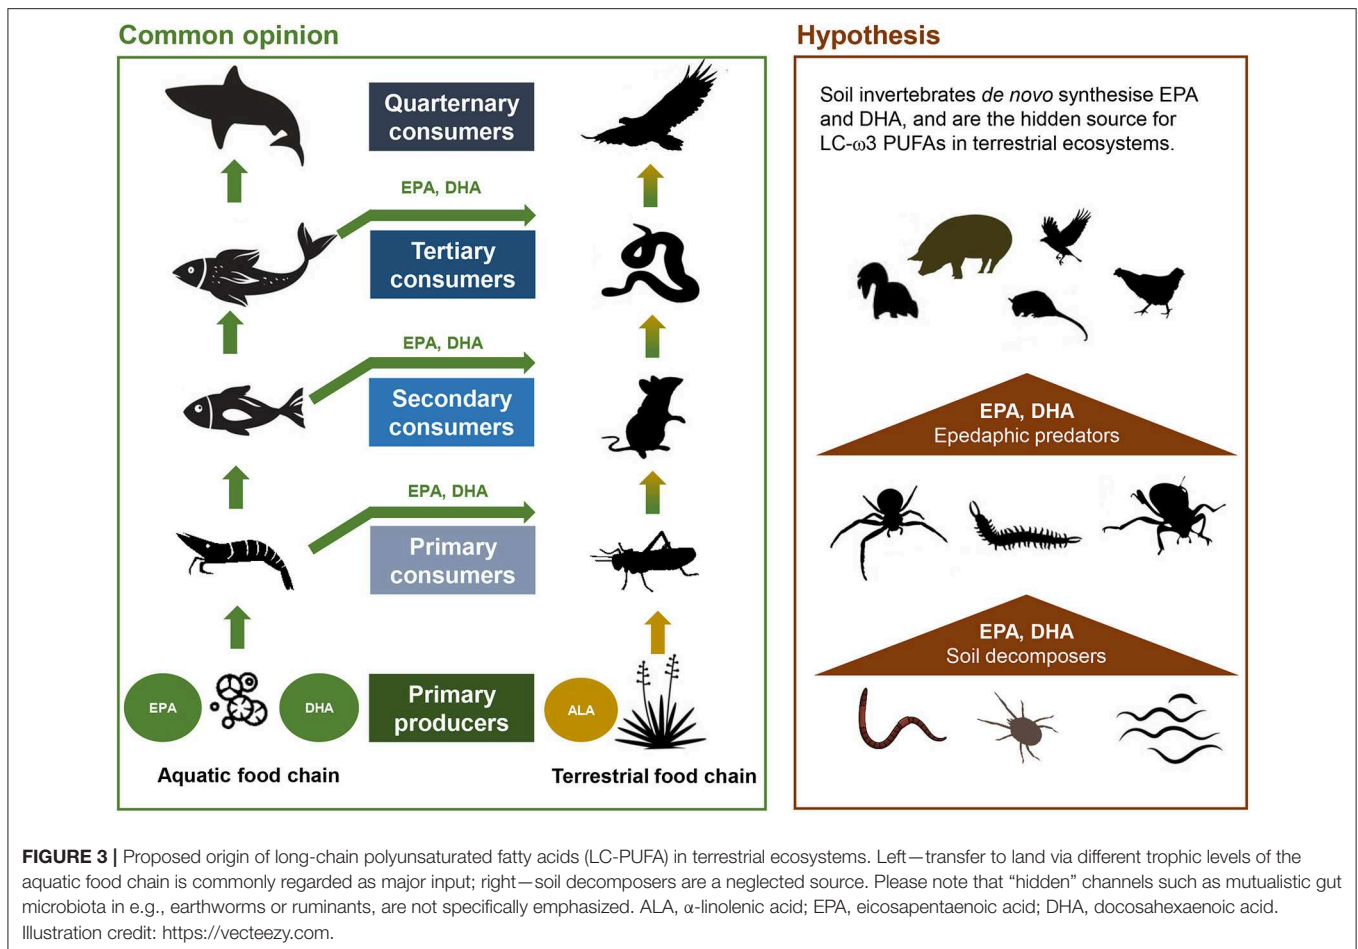 Common opinion
Quarternary
consumers
EPA, DHA
Tertiary
consumers
EPA, DHA
Secondary
consumers
EPA, DHA
Primary
consumers
EPA
DHA
Primary
producers
ALA
Aquatic food chain
Terrestrial food chain
Hypothesis
Soil invertebrates de novo synthesise EPA
and DHA, and are the hidden source for
LC-ω3 PUFAs in terrestrial ecosystems.
EPA, DHA
Epedaphic predators
EPA, DHA
Soil decomposers
FIGURE 3 | Proposed origin of long-chain polyunsaturated fatty acids (LC-PUFA) in terrestrial ecosystems. Left—transfer to land via different trophic levels of the
aquatic food chain is commonly regarded as major input; right—soil decomposers are a neglected source. Please note that “hidden” channels such as mutualistic gut
microbiota in e.g., earthworms or ruminants, are not specifically emphasized. ALA, α-linolenic acid; EPA, eicosapentaenoic acid; DHA, docosahexaenoic acid.
Illustration credit: https://vecteezy.com.